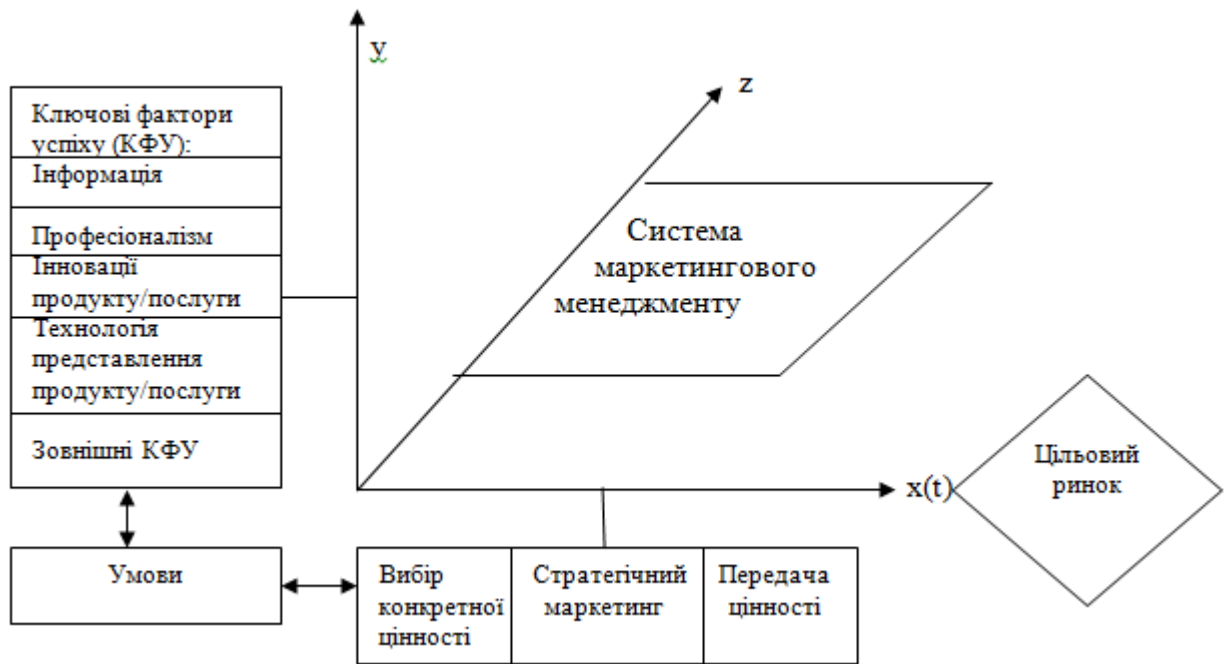 y
z
Ключові фактори
успіху (КФУ):
Інформація
Професіоналізм
Інновації
продукту/послуги
Технологія
представлення
продукту/послуги
Зовнішні КФУ
Система
маркетингового
менеджменту
x(t)
Цільовий
ринок
Умови
Вибір
конкретної
цінності
Стратегічний
маркетинг
Передача
цінності